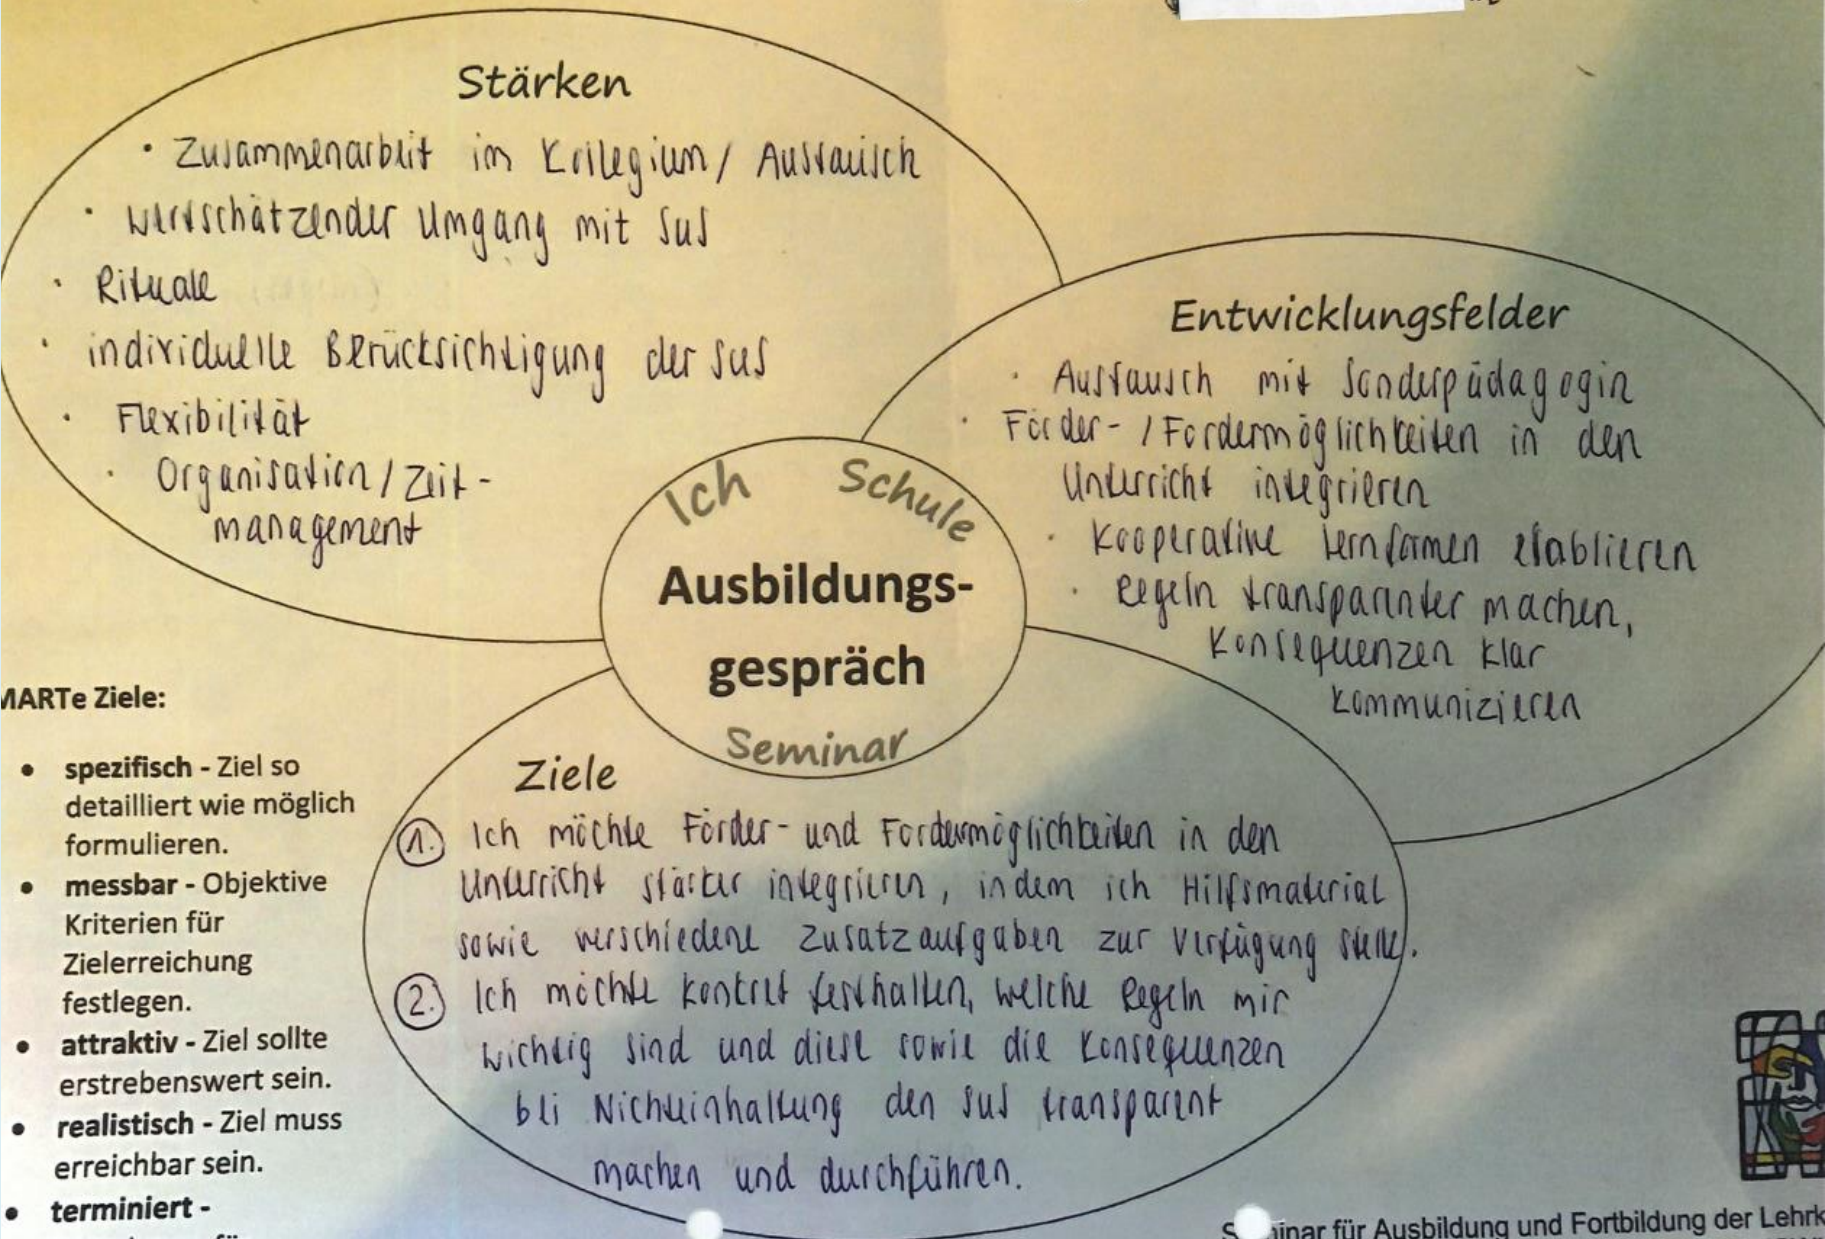 Stärken
· Zusammenarbeit im Kollegium / Austausch
· wertschätzender Umgang mit SuS
· Rituale
· individuelle Berücksichtigung der SuS
· Flexibilität
· Organisation / Zeit-
management
Entwicklungsfelder
· Austausch mit Sonderpädagogin
· Förder- / Fordermöglichkeiten in den
Unterricht integrieren
· Kooperative Lernformen etablieren
· Regeln transparenter machen,
Konsequenzen klar
kommunizieren
Ich Schule
Ausbildungs-
gespräch
Seminar
MARTe Ziele:
• spezifisch - Ziel so
detailliert wie möglich
formulieren.
• messbar - Objektive
Kriterien für
Zielerreichung
festlegen.
• attraktiv - Ziel sollte
erstrebenswert sein.
• realistisch - Ziel muss
erreichbar sein.
• terminiert -
Ziele
1. Ich möchte Förder- und Fordermöglichkeiten in den
Unterricht stärker integrieren, indem ich Hilfsmaterial
sowie verschiedene Zusatzaufgaben zur Verfügung stelle.
2. Ich möchte konkret festhalten, welche Regeln mir
wichtig sind und diese sowie die Konsequenzen
bei Nichteinhaltung den SuS transparent
machen und durchführen.
für Ausbildung und Fortbildung der Lehrk